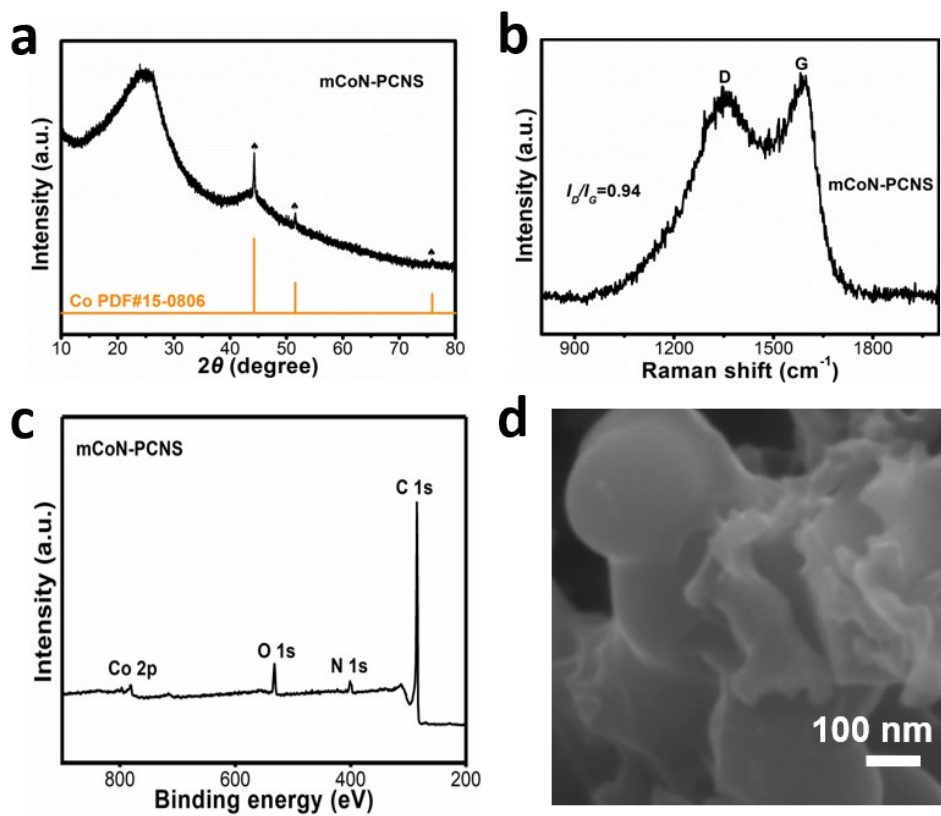 a
mCoN-PCNS
Intensity (a.u.)
Co PDF#15-0806
10 20 30 40 50 60 70 80
2θ (degree)
b
D
G
I_D/I_G=0.94
mCoN-PCNS
Intensity (a.u.)
900 1200 1500 1800
Raman shift (cm⁻¹)
c
mCoN-PCNS
C 1s
O 1s
N 1s
Co 2p
Intensity (a.u.)
800 600 400 200
Binding energy (eV)
d
100 nm